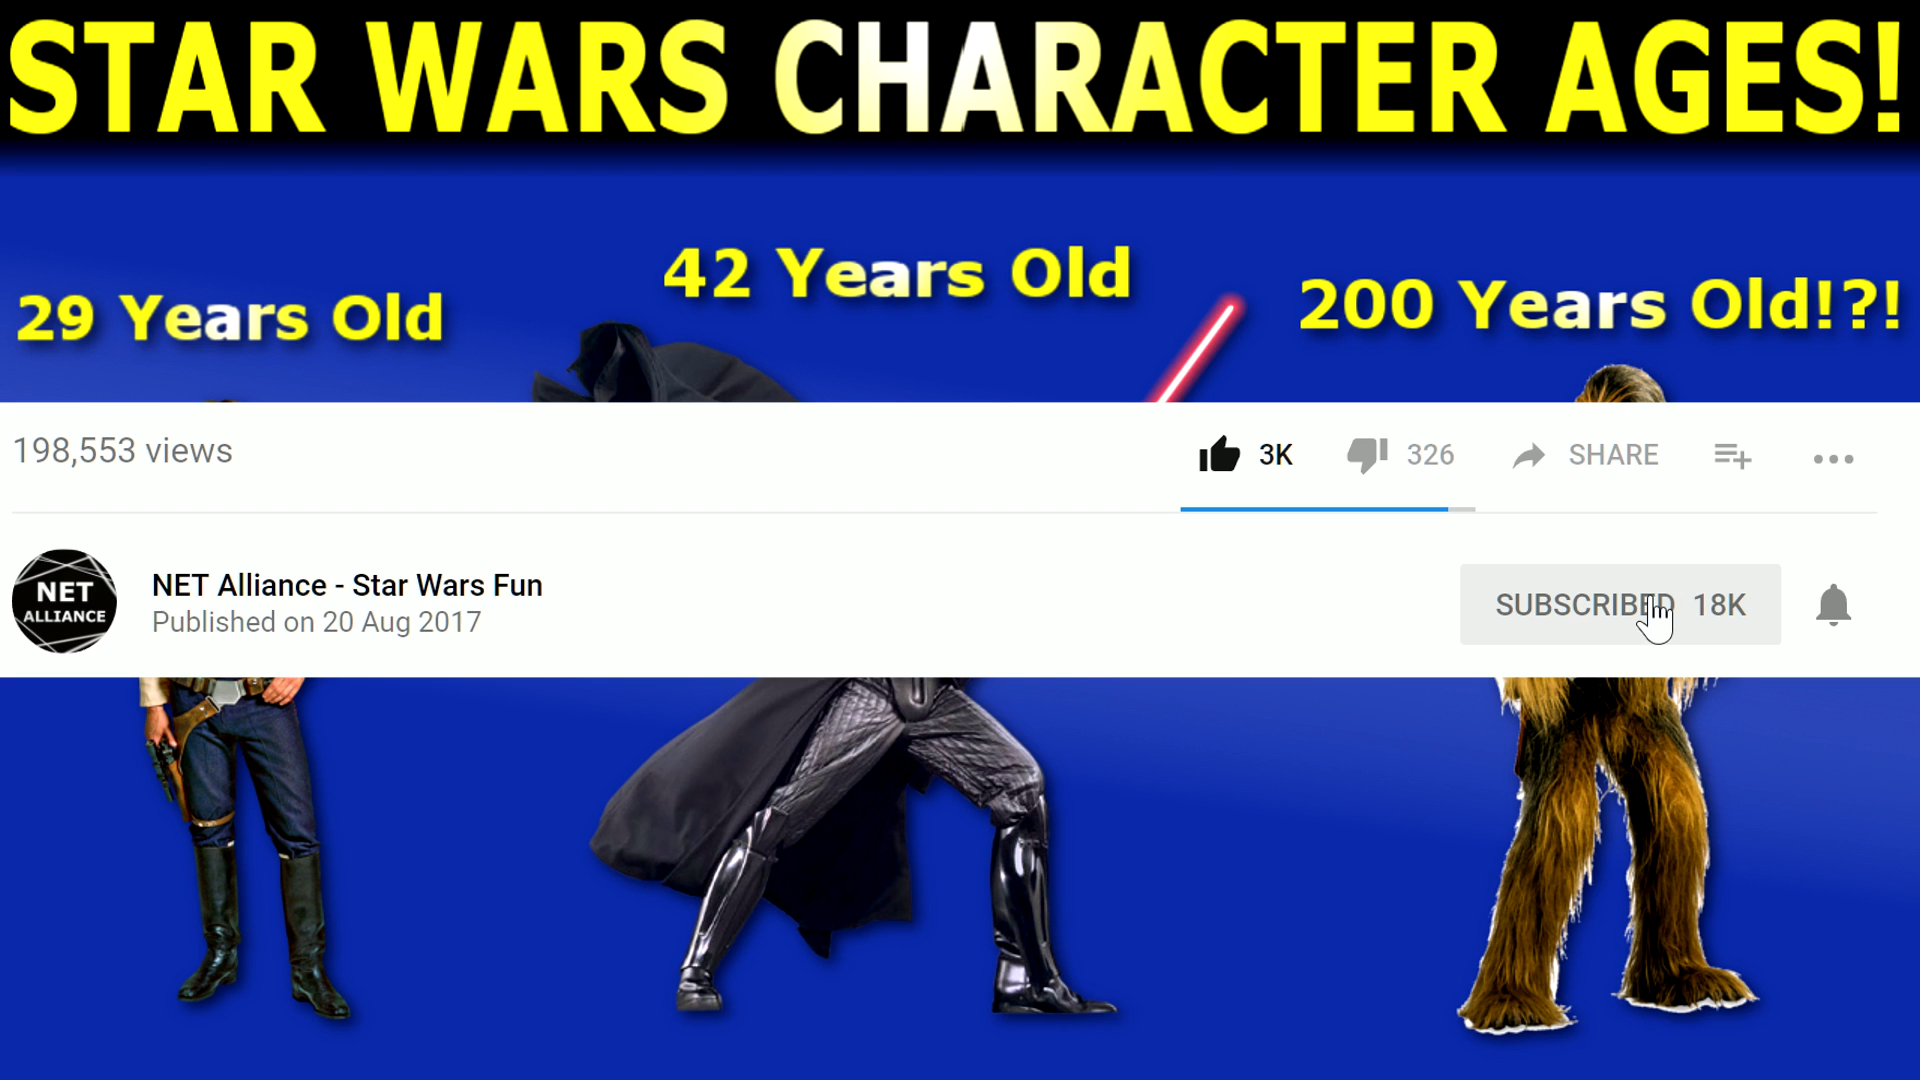 STAR WARS CHARACTER AGES!
42 Years Old
29 Years Old
200 Years Old!?!
198,553 views
3K
326
SHARE
NET
ALLIANCE
NET Alliance - Star Wars Fun
Published on 20 Aug 2017
SUBSCRIBED 18K